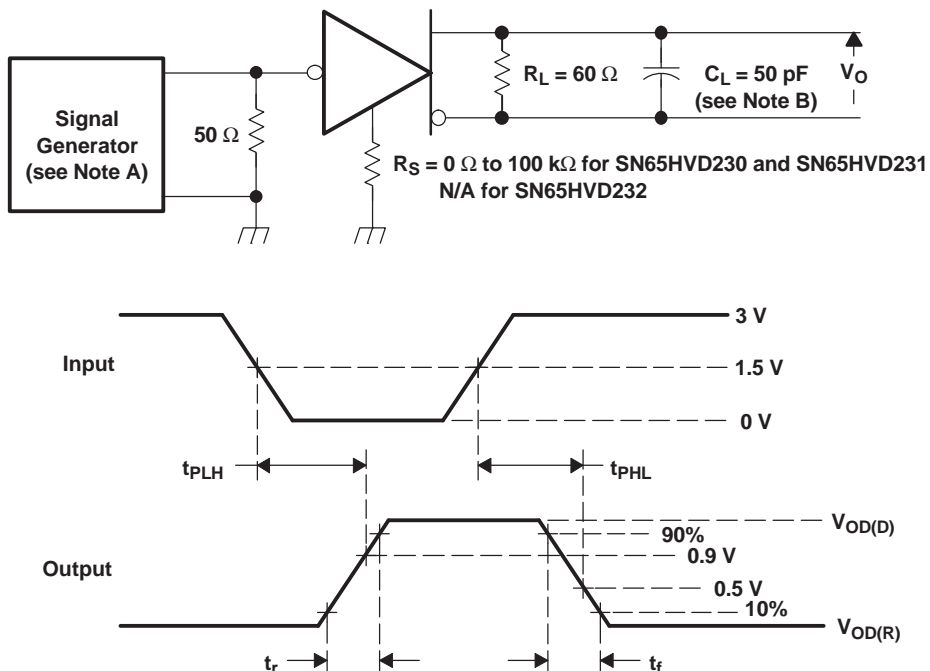 Signal
Generator
(see Note A)
50 Ω
R_L = 60 Ω
C_L = 50 pF
(see Note B)
V_O
R_S = 0 Ω to 100 kΩ for SN65HVD230 and SN65HVD231
N/A for SN65HVD232
Input
3 V
1.5 V
0 V
t_PLH
t_PHL
Output
V_OD(D)
90%
0.9 V
0.5 V
10%
V_OD(R)
t_r
t_f